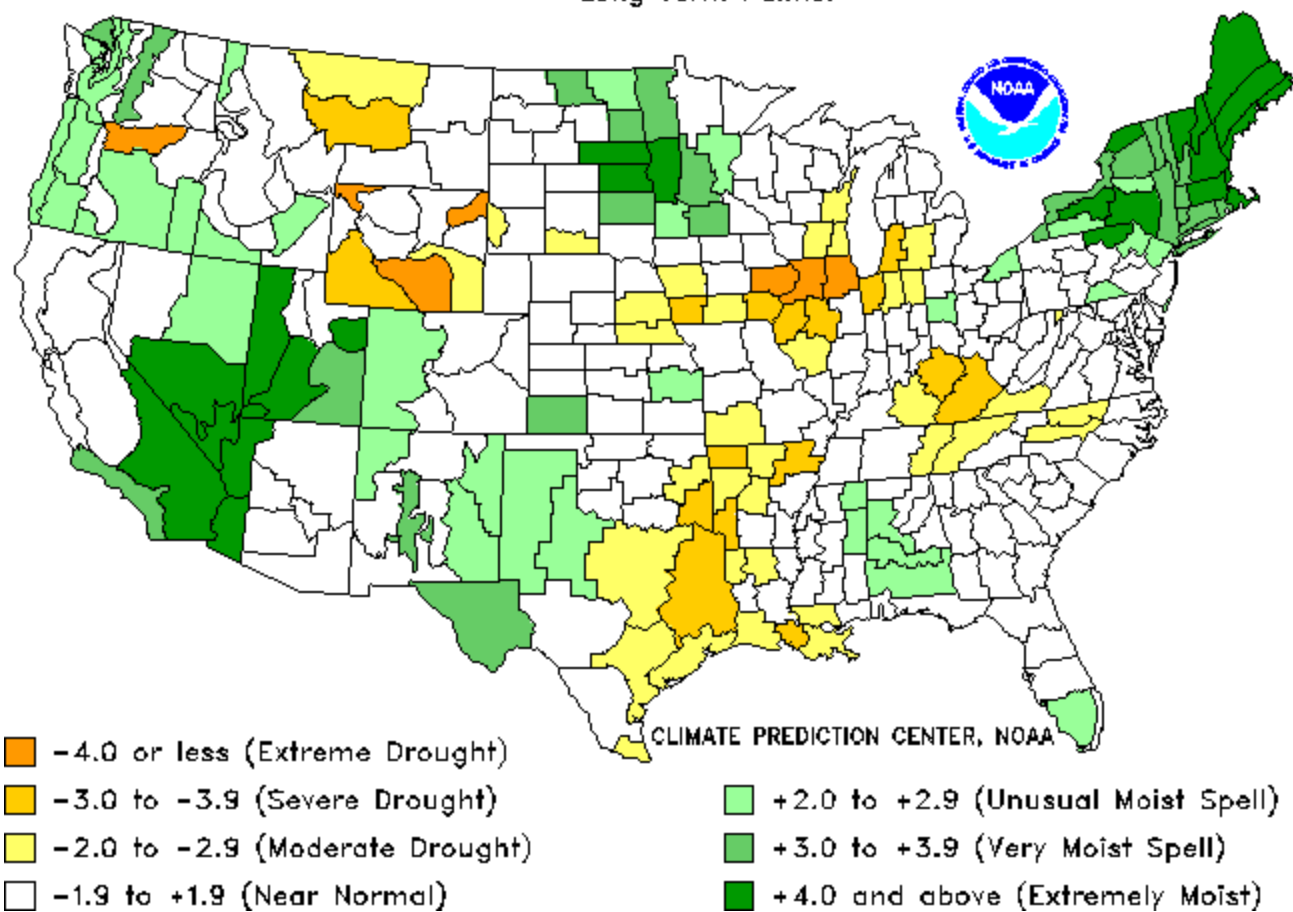 NOAA
CLIMATE PREDICTION CENTER, NOAA
-4.0 or less (Extreme Drought)
-3.0 to -3.9 (Severe Drought)
-2.0 to -2.9 (Moderate Drought)
-1.9 to +1.9 (Near Normal)
+2.0 to +2.9 (Unusual Moist Spell)
+3.0 to +3.9 (Very Moist Spell)
+4.0 and above (Extremely Moist)